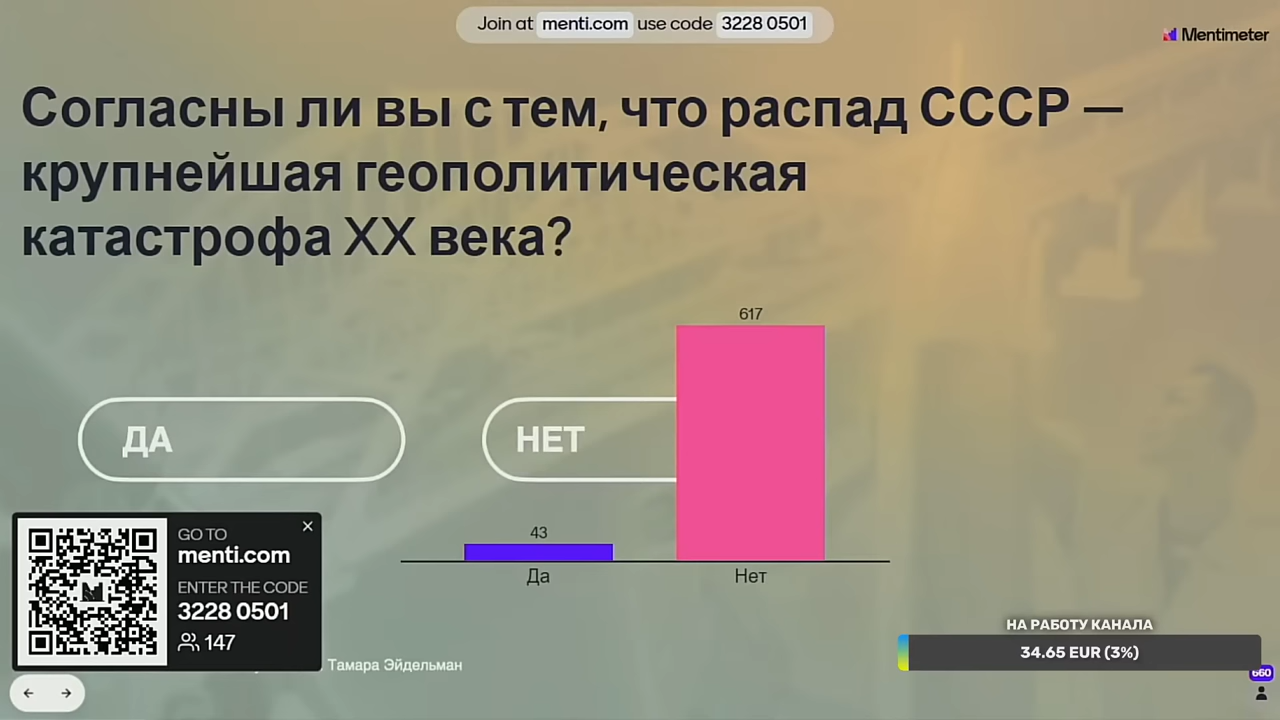 Join at menti.com use code 3228 0501
Mentimeter
Согласны ли вы с тем, что распад СССР —
крупнейшая геополитическая
катастрофа XX века?
617
ДА
НЕТ
43
Да
Нет
GO TO
menti.com
ENTER THE CODE
3228 0501
147
Тамара Эйдельман
НА РАБОТУ КАНАЛА
34.65 EUR (3%)
660